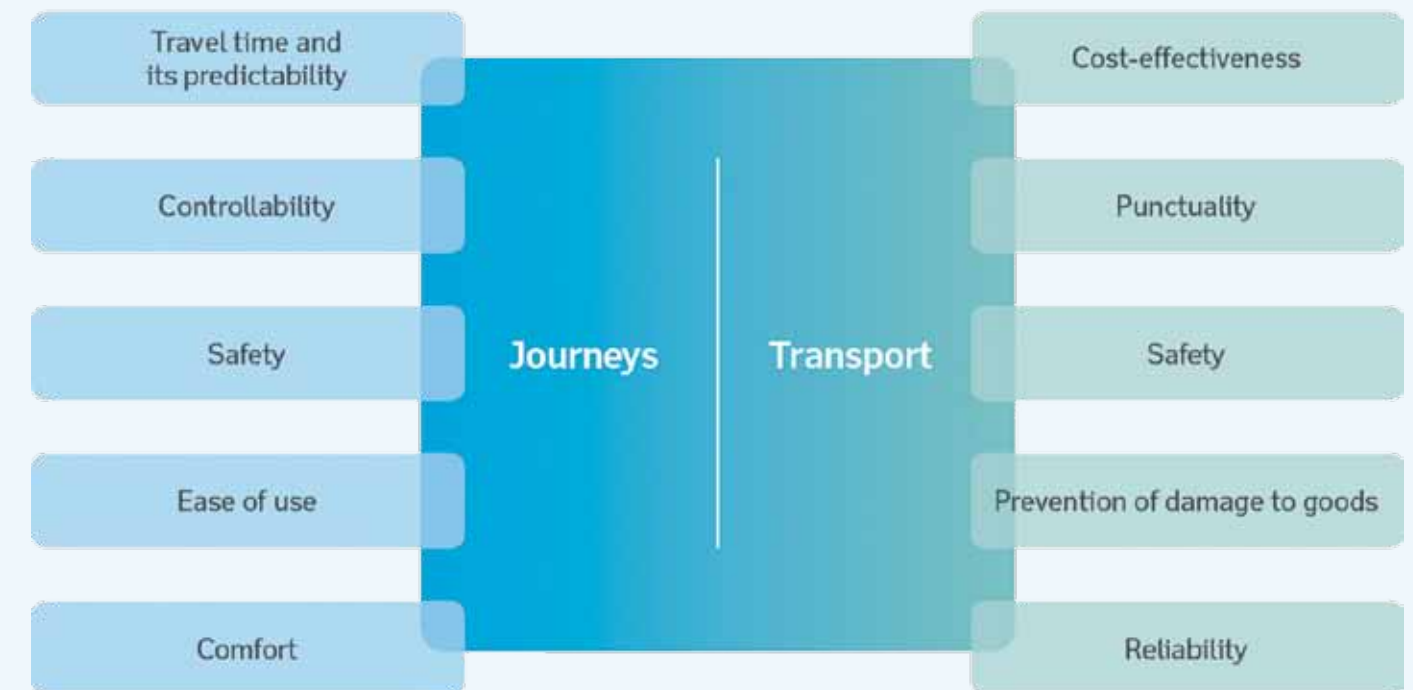 Travel time and
its predictability
Controllability
Safety
Ease of use
Comfort
Journeys
Transport
Cost-effectiveness
Punctuality
Safety
Prevention of damage to goods
Reliability